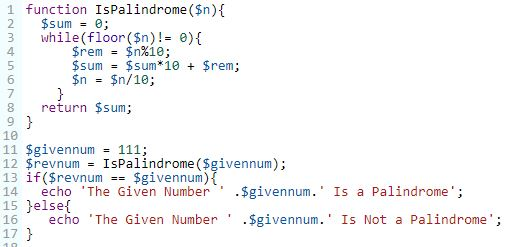 1 function IsPalindrome($n){
2   $sum = 0;
3   while(floor($n)!= 0){
4       $rem = $n%10;
5       $sum = $sum*10 + $rem;
6       $n = $n/10;
7     }
8   return $sum;
9 }
10
11 $givennum = 111;
12 $revnum = IsPalindrome($givennum);
13 if($revnum == $givennum){
14   echo 'The Given Number ' .$givennum.' Is a Palindrome';
15 }else{
16    echo 'The Given Number ' .$givennum.' Is Not a Palindrome';
17 }